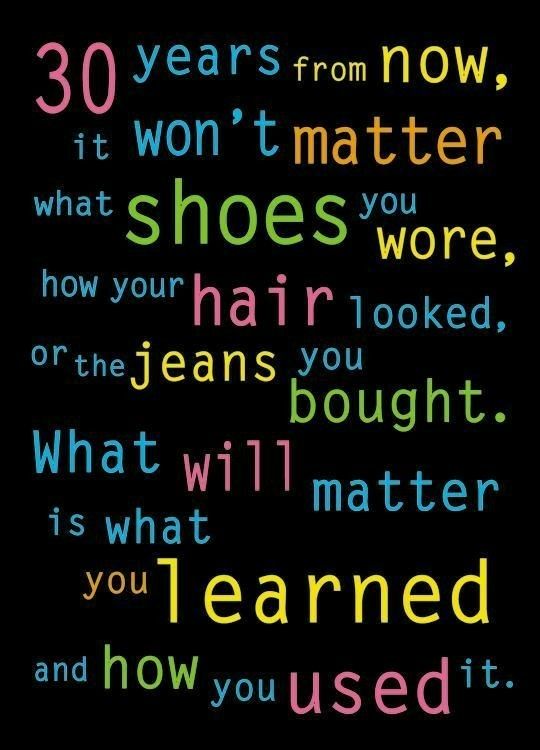 30 years from now,
it won't matter
what shoes you
wore,
how your hair looked,
or the jeans you
bought.
What will matter
is what
you learned
and how you used it.